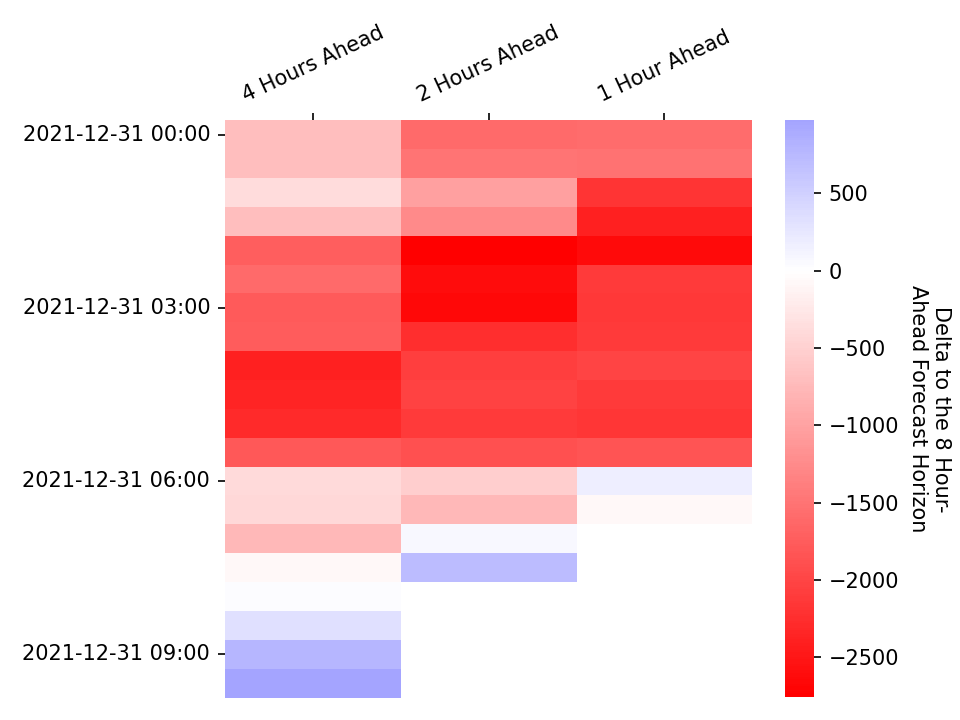 4 Hours Ahead
2 Hours Ahead
1 Hour Ahead
2021-12-31 00:00
2021-12-31 03:00
2021-12-31 06:00
2021-12-31 09:00
500
0
−500
−1000
−1500
−2000
−2500
Delta to the 8 Hour-
Ahead Forecast Horizon